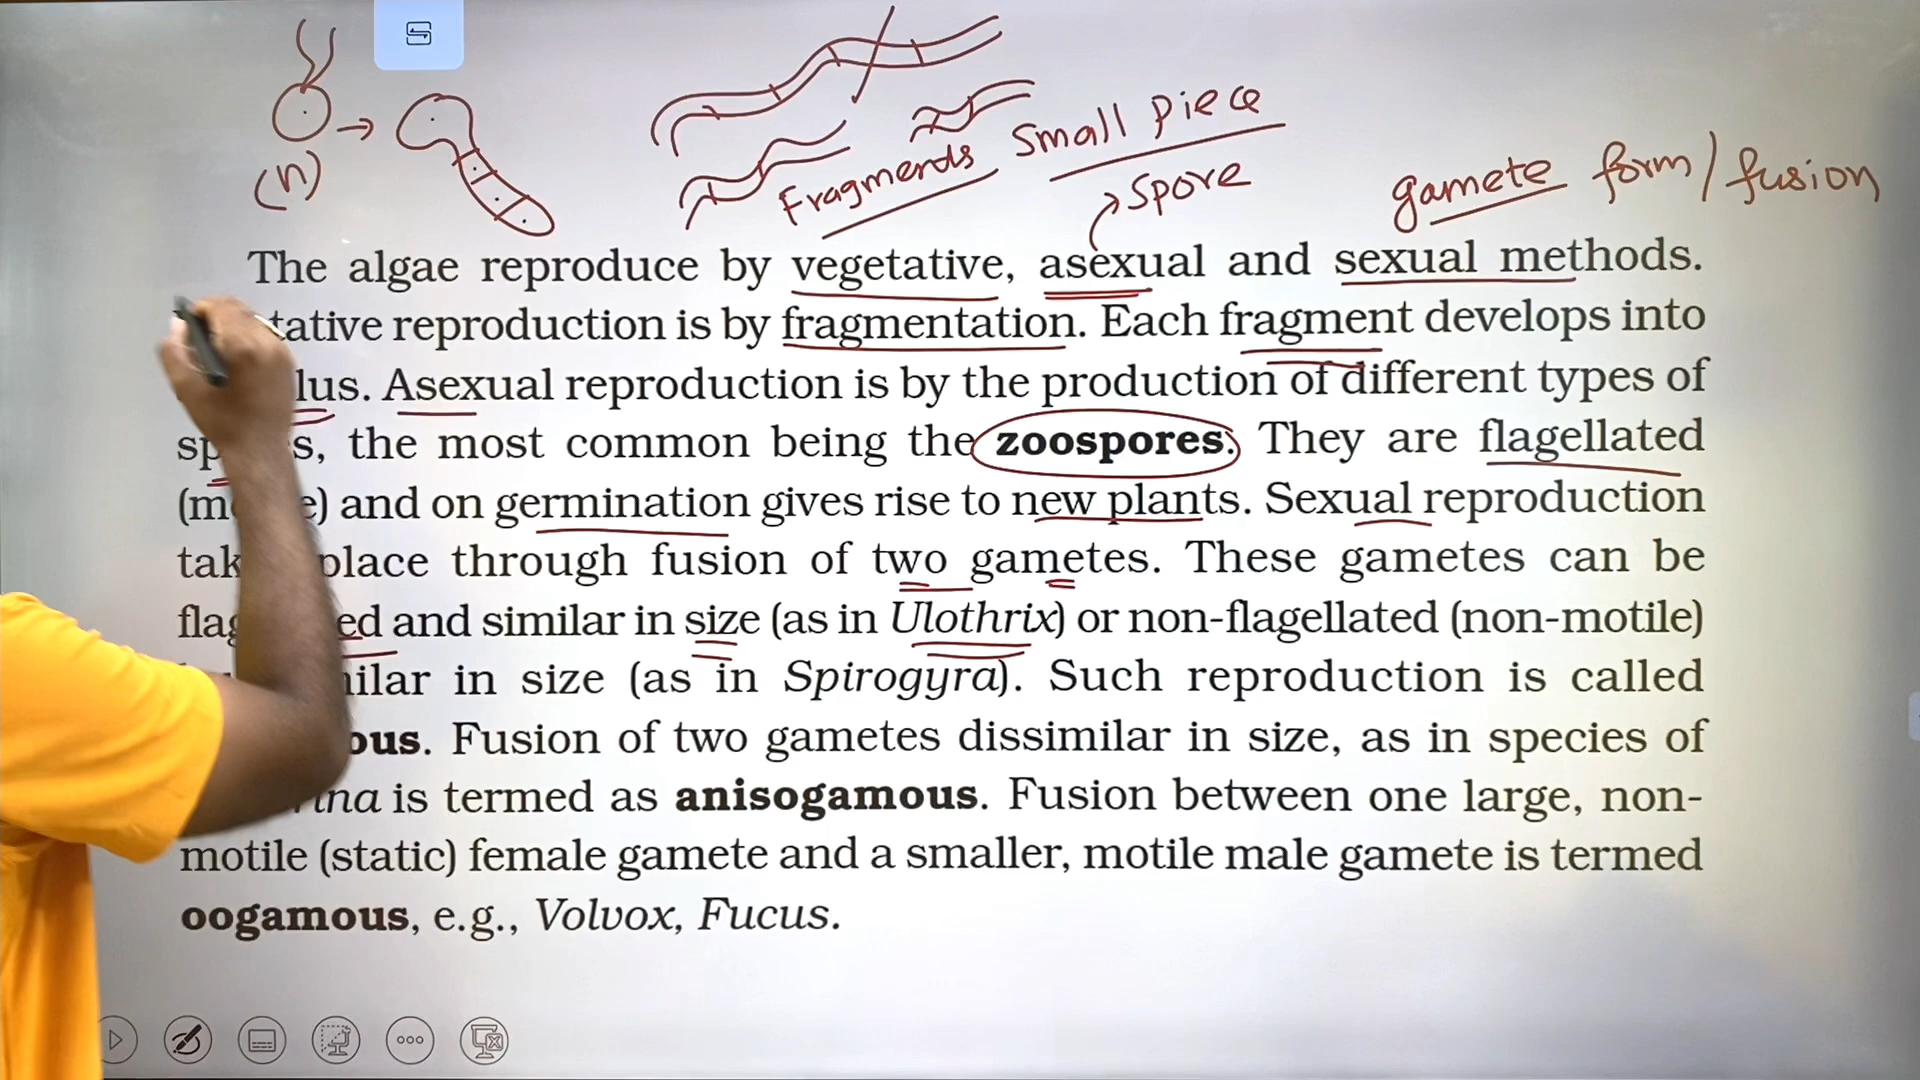 (n)
Fragmends
Small piece
Spore
gamete form/fusion
The algae reproduce by vegetative, asexual and sexual methods.
tative reproduction is by fragmentation. Each fragment develops into
lus. Asexual reproduction is by the production of different types of
sp s, the most common being the zoospores. They are flagellated
(m e) and on germination gives rise to new plants. Sexual reproduction
tak place through fusion of two gametes. These gametes can be
flag ed and similar in size (as in Ulothrix) or non-flagellated (non-motile)
ilar in size (as in Spirogyra). Such reproduction is called
ous. Fusion of two gametes dissimilar in size, as in species of
ina is termed as anisogamous. Fusion between one large, non-
motile (static) female gamete and a smaller, motile male gamete is termed
oogamous, e.g., Volvox, Fucus.